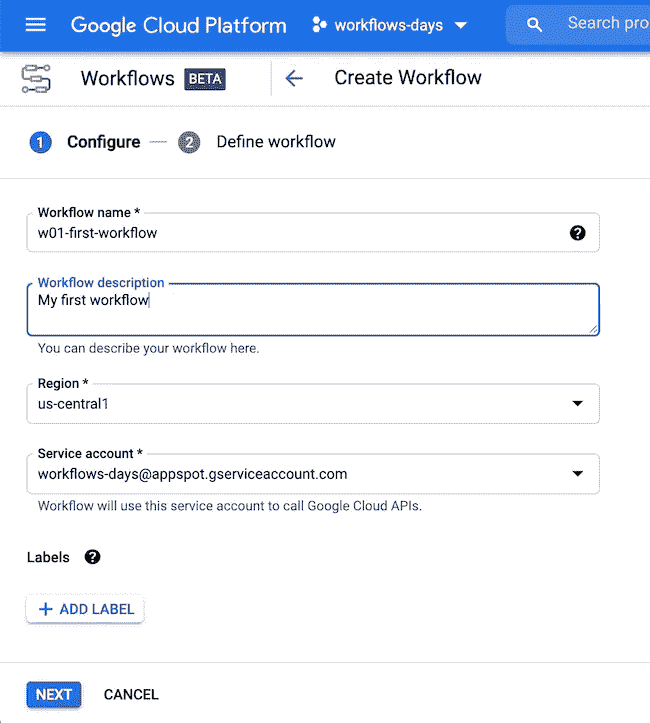 Google Cloud Platform workflows-days Search pro
Workflows BETA Create Workflow
1 Configure — 2 Define workflow
Workflow name *
w01-first-workflow
Workflow description
My first workflow
You can describe your workflow here.
Region *
us-central1
Service account *
workflows-days@appspot.gserviceaccount.com
Workflow will use this service account to call Google Cloud APIs.
Labels
+ ADD LABEL
NEXT CANCEL